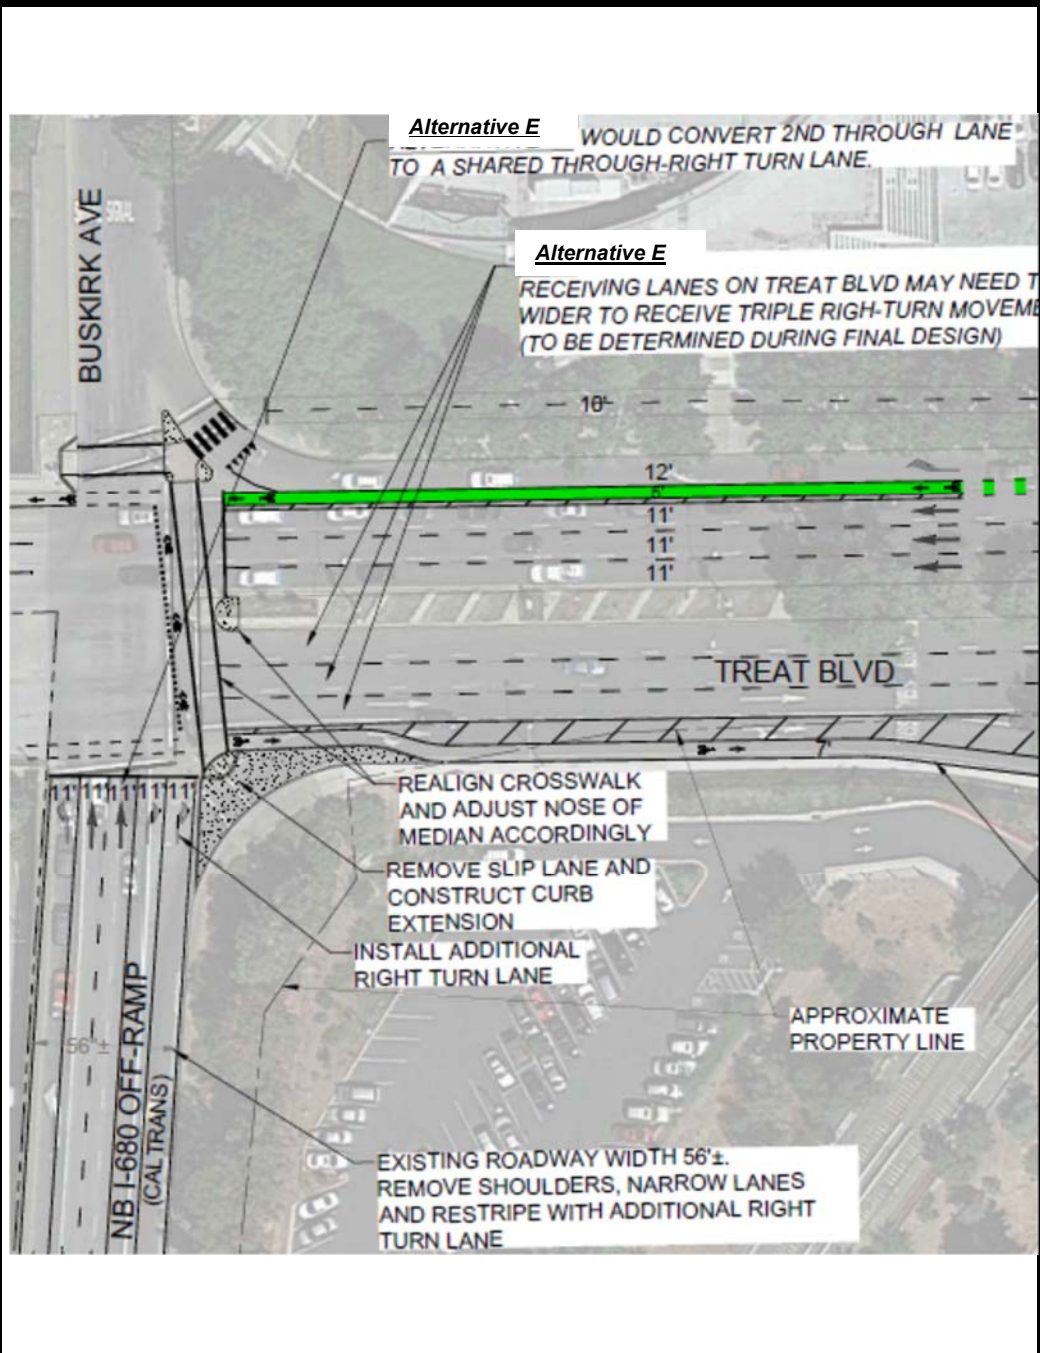 Alternative E
WOULD CONVERT 2ND THROUGH LANE
TO A SHARED THROUGH-RIGHT TURN LANE.
BUSKIRK AVE
SIGNAL
Alternative E
RECEIVING LANES ON TREAT BLVD MAY NEED T
WIDER TO RECEIVE TRIPLE RIGH-TURN MOVEME
(TO BE DETERMINED DURING FINAL DESIGN)
10'
12'
6'
11'
11'
11'
TREAT BLVD
7'
11' 11' 11' 11' 11'
REALIGN CROSSWALK
AND ADJUST NOSE OF
MEDIAN ACCORDINGLY
REMOVE SLIP LANE AND
CONSTRUCT CURB
EXTENSION
INSTALL ADDITIONAL
RIGHT TURN LANE
APPROXIMATE
PROPERTY LINE
56'±
NB I-680 OFF-RAMP
(CALTRANS)
EXISTING ROADWAY WIDTH 56'±.
REMOVE SHOULDERS, NARROW LANES
AND RESTRIPE WITH ADDITIONAL RIGHT
TURN LANE